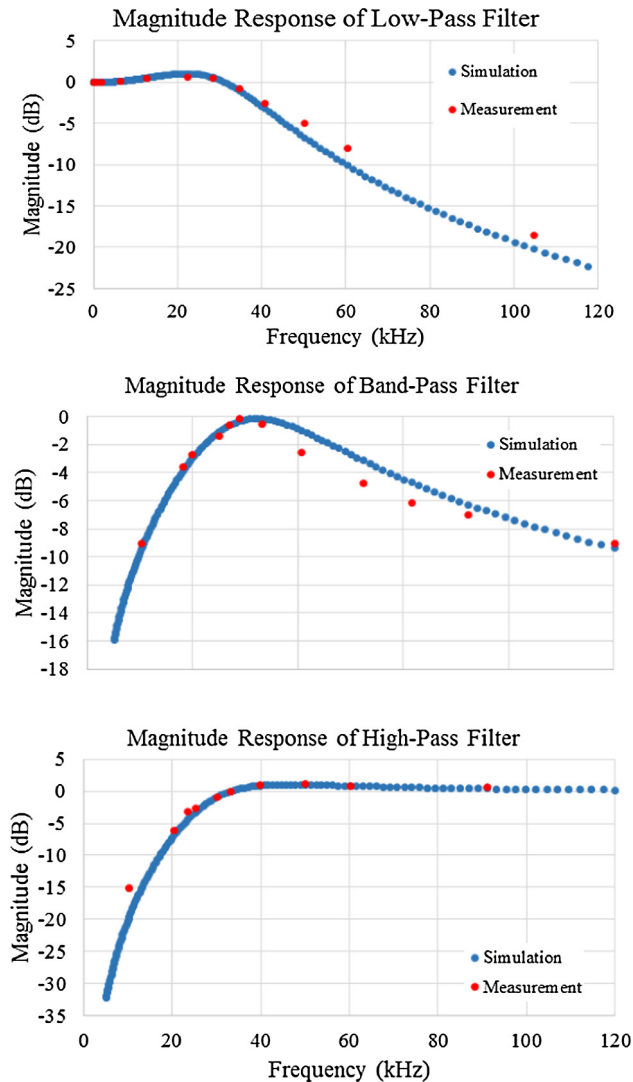 Magnitude Response of Low-Pass Filter
5
0
-5
-10
-15
-20
-25
Magnitude (dB)
Simulation
Measurement
0 20 40 60 80 100 120
Frequency (kHz)
Magnitude Response of Band-Pass Filter
0
-2
-4
-6
-8
-10
-12
-14
-16
-18
Magnitude (dB)
Simulation
Measurement
Magnitude Response of High-Pass Filter
5
0
-5
-10
-15
-20
-25
-30
-35
Magnitude (dB)
Simulation
Measurement
0 20 40 60 80 100 120
Frequency (kHz)